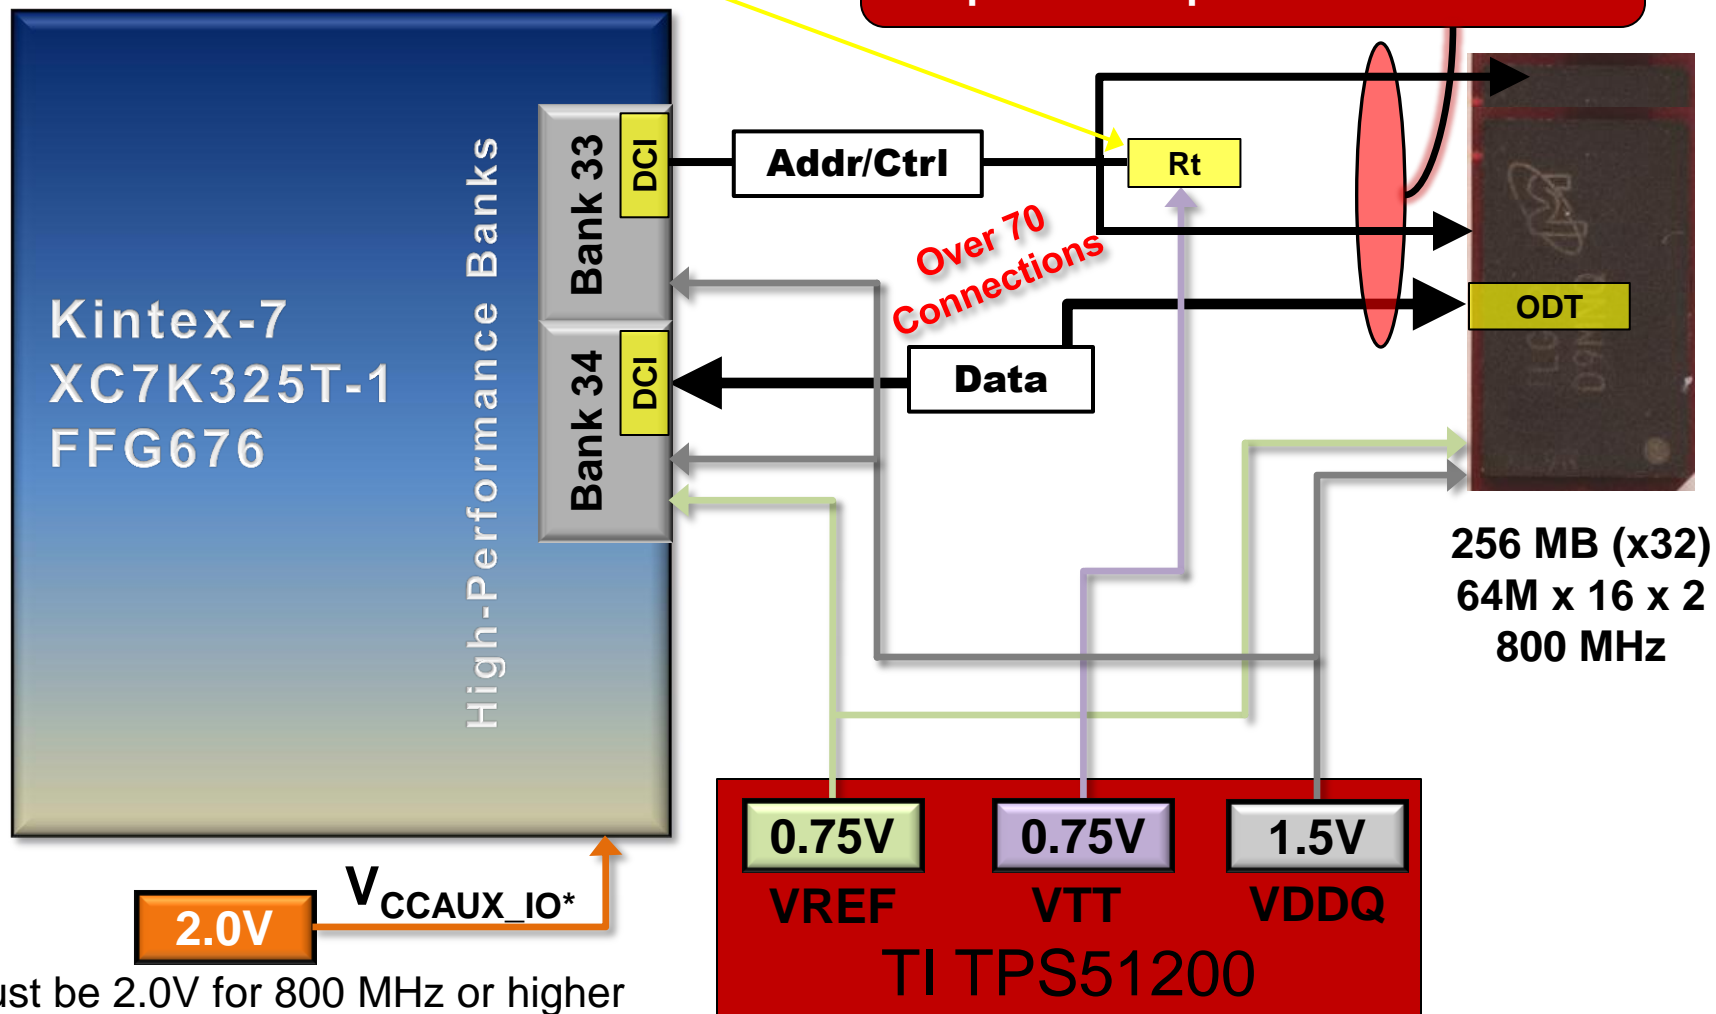 Kintex-7
XC7K325T-1
FFG676
High-Performance Banks
Bank 33
DCI
Bank 34
DCI
Addr/Ctrl
Rt
Over 70
Connections
Data
ODT
256 MB (x32)
64M x 16 x 2
800 MHz
2.0V
VCCAUX_IO*
ust be 2.0V for 800 MHz or higher
0.75V
VREF
0.75V
VTT
1.5V
VDDQ
TI TPS51200